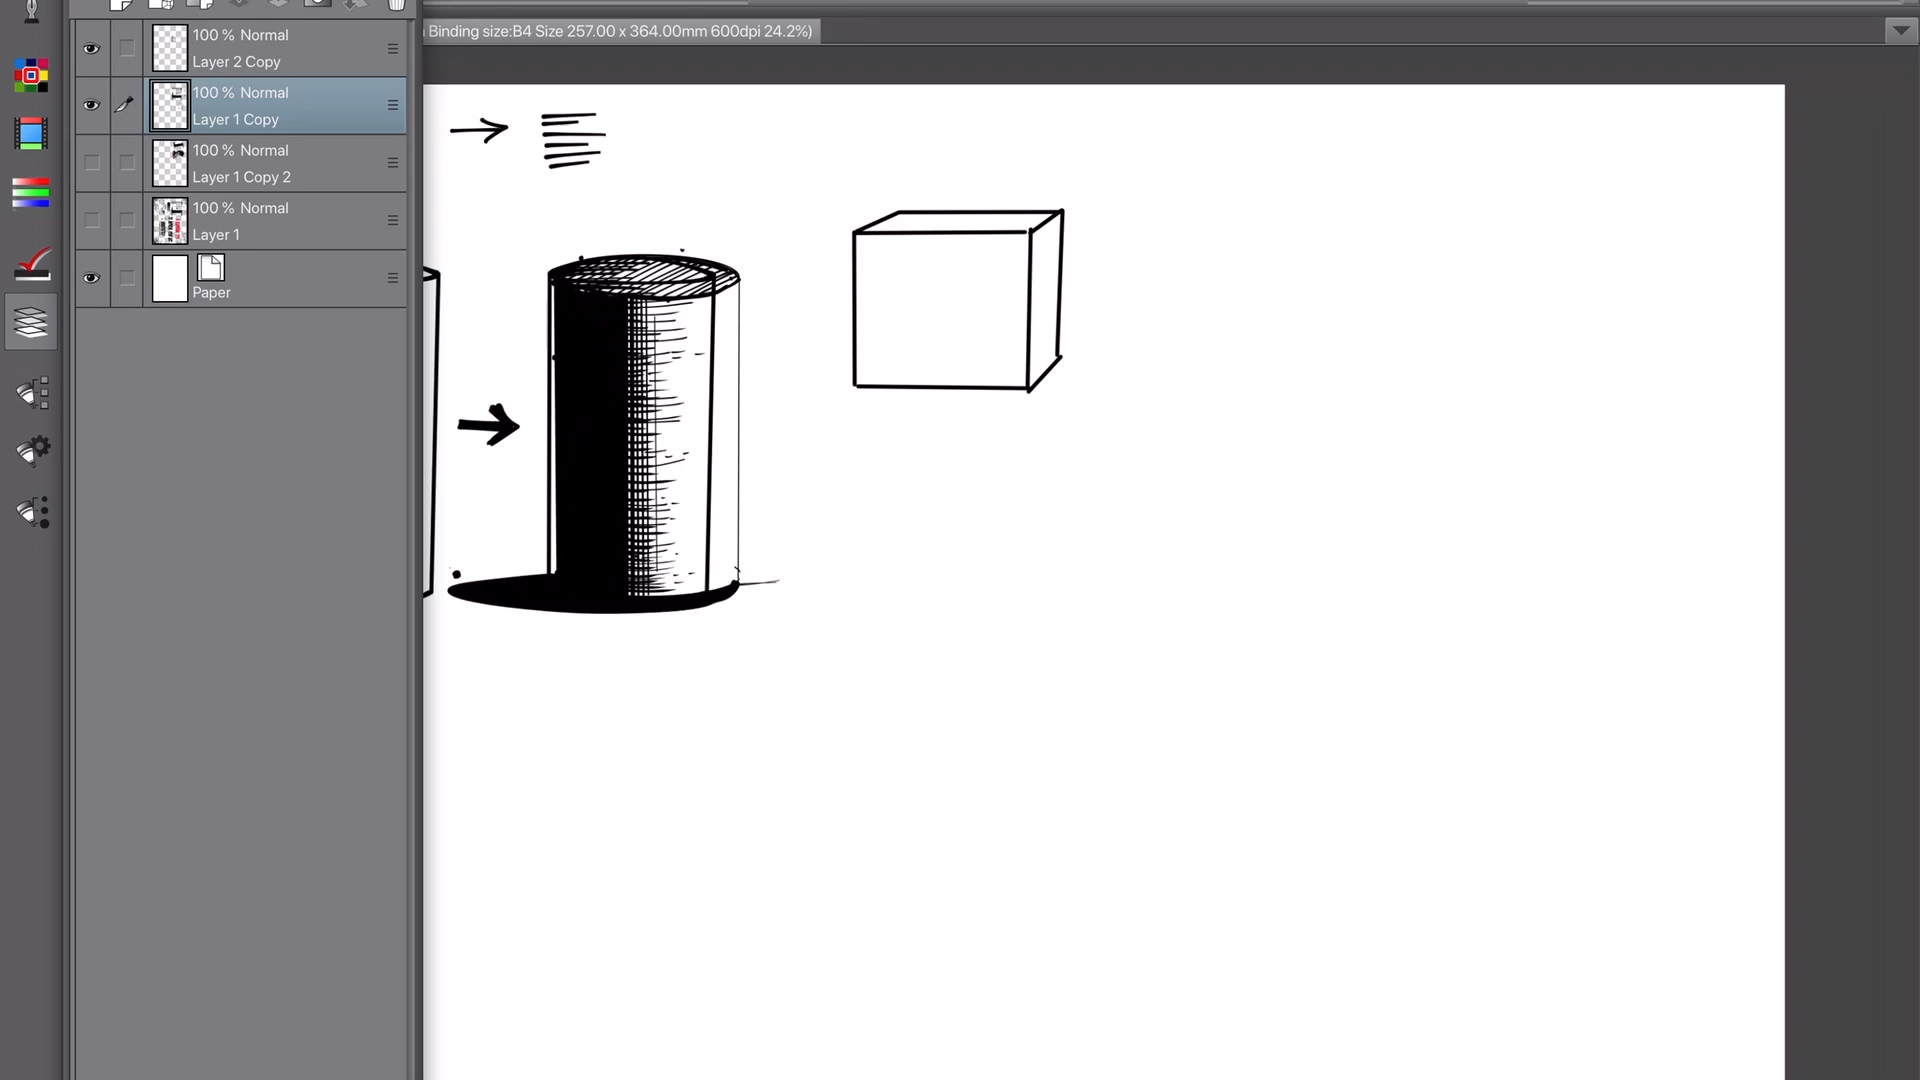 Binding size:B4 Size 257.00 x 364.00mm 600dpi 24.2%)
100 % Normal
Layer 2 Copy
100 % Normal
Layer 1 Copy
100 % Normal
Layer 1 Copy 2
100 % Normal
Layer 1
Paper